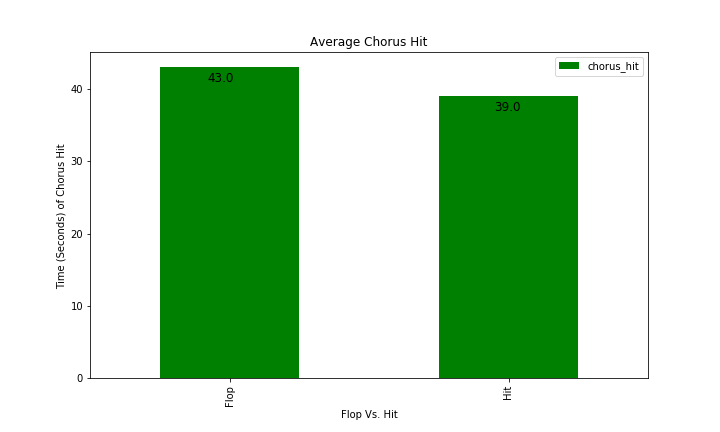 Average Chorus Hit
chorus_hit
43.0
39.0
Time (Seconds) of Chorus Hit
40
30
20
10
0
Flop
Hit
Flop Vs. Hit